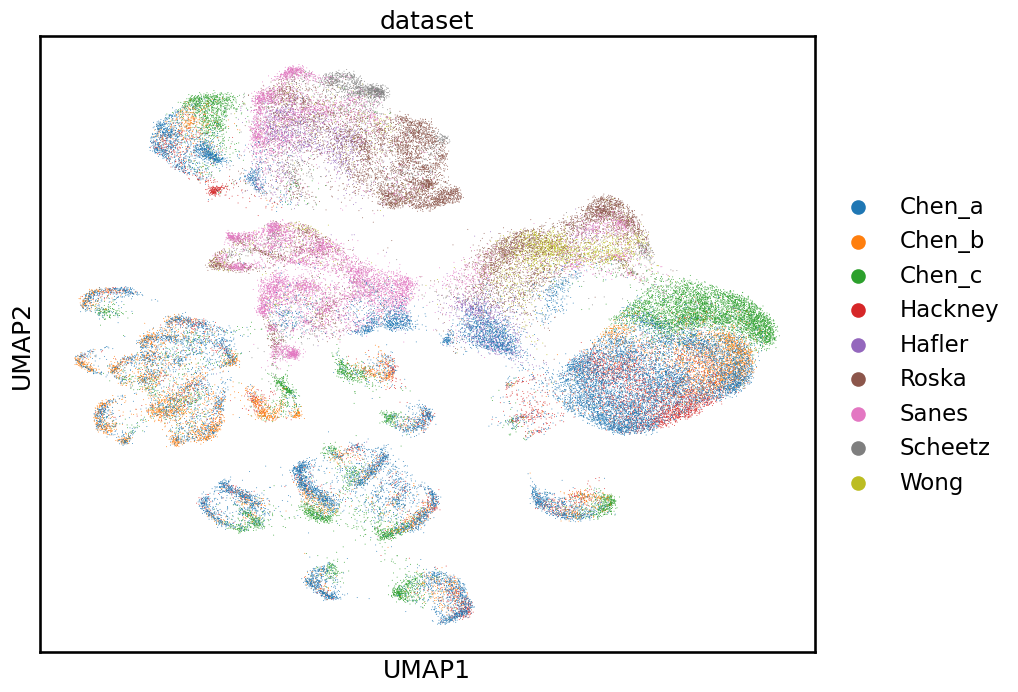 dataset
UMAP2
UMAP1
Chen_a
Chen_b
Chen_c
Hackney
Hafler
Roska
Sanes
Scheetz
Wong